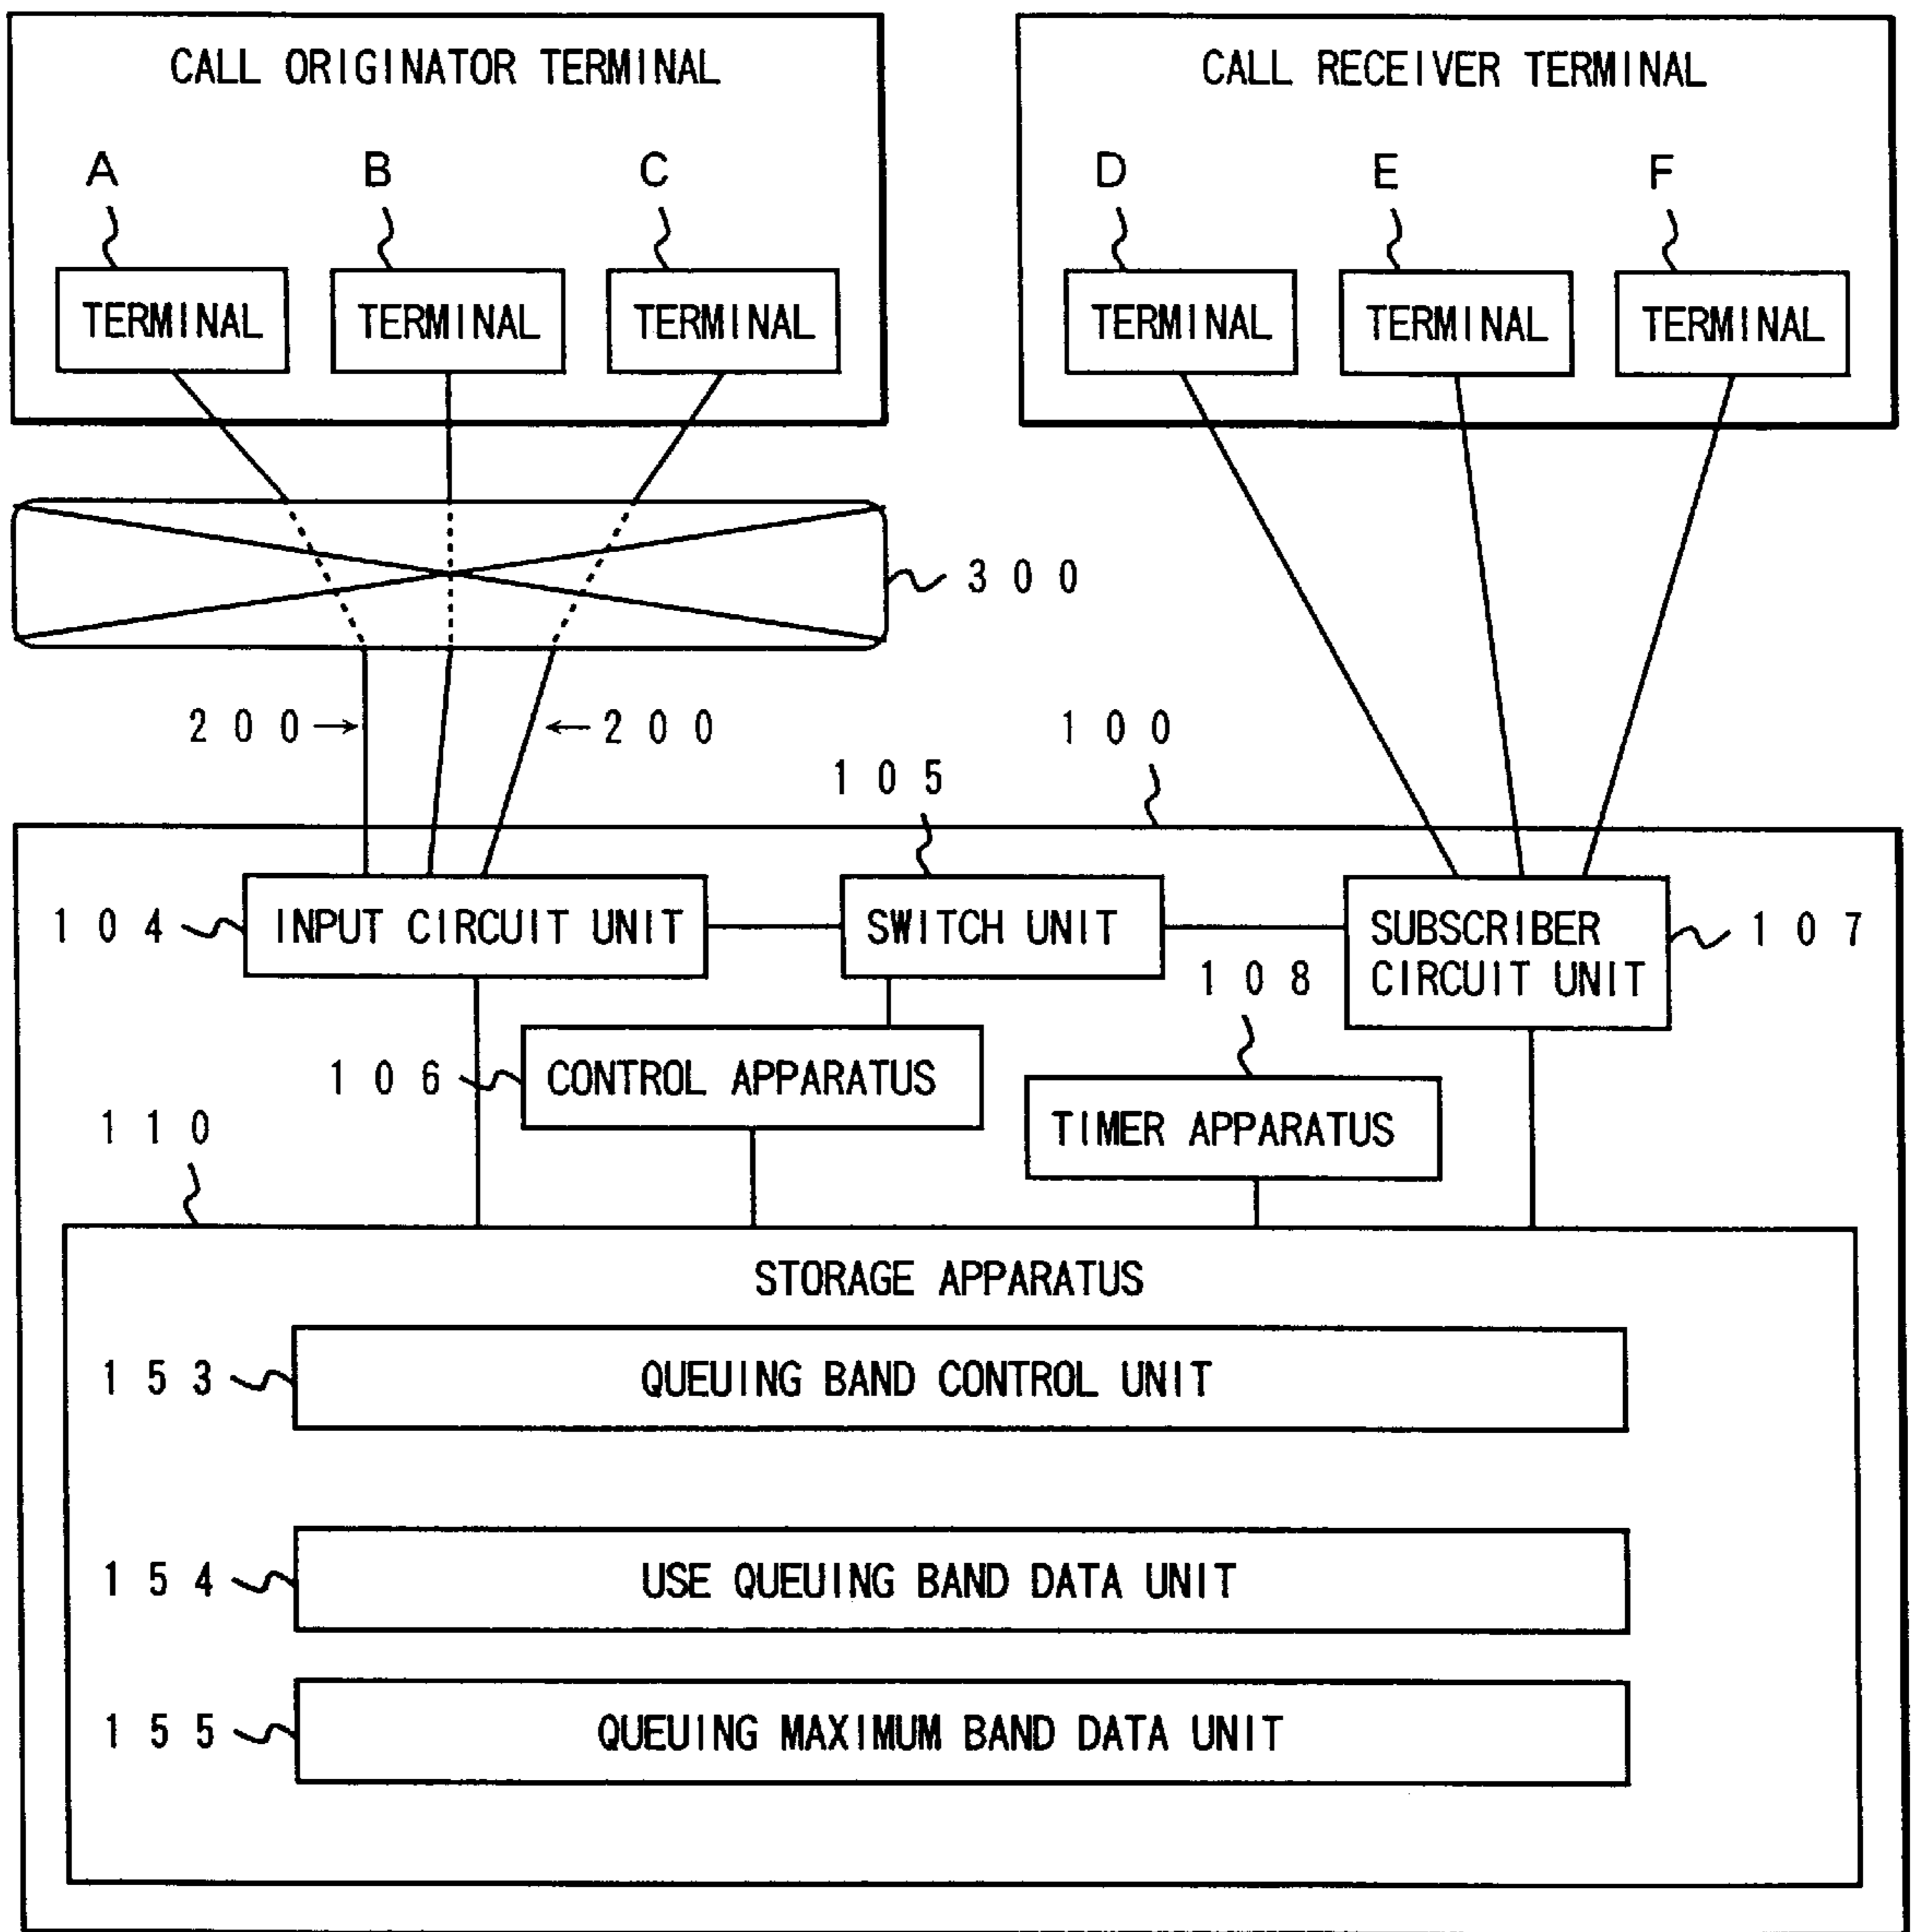 CALL ORIGINATOR TERMINAL
CALL RECEIVER TERMINAL
A
B
C
D
E
F
TERMINAL
TERMINAL
TERMINAL
TERMINAL
TERMINAL
TERMINAL
300
200
200
100
105
104
INPUT CIRCUIT UNIT
SWITCH UNIT
SUBSCRIBER
CIRCUIT UNIT
107
108
106
CONTROL APPARATUS
TIMER APPARATUS
110
STORAGE APPARATUS
153
QUEUING BAND CONTROL UNIT
154
USE QUEUING BAND DATA UNIT
155
QUEUING MAXIMUM BAND DATA UNIT